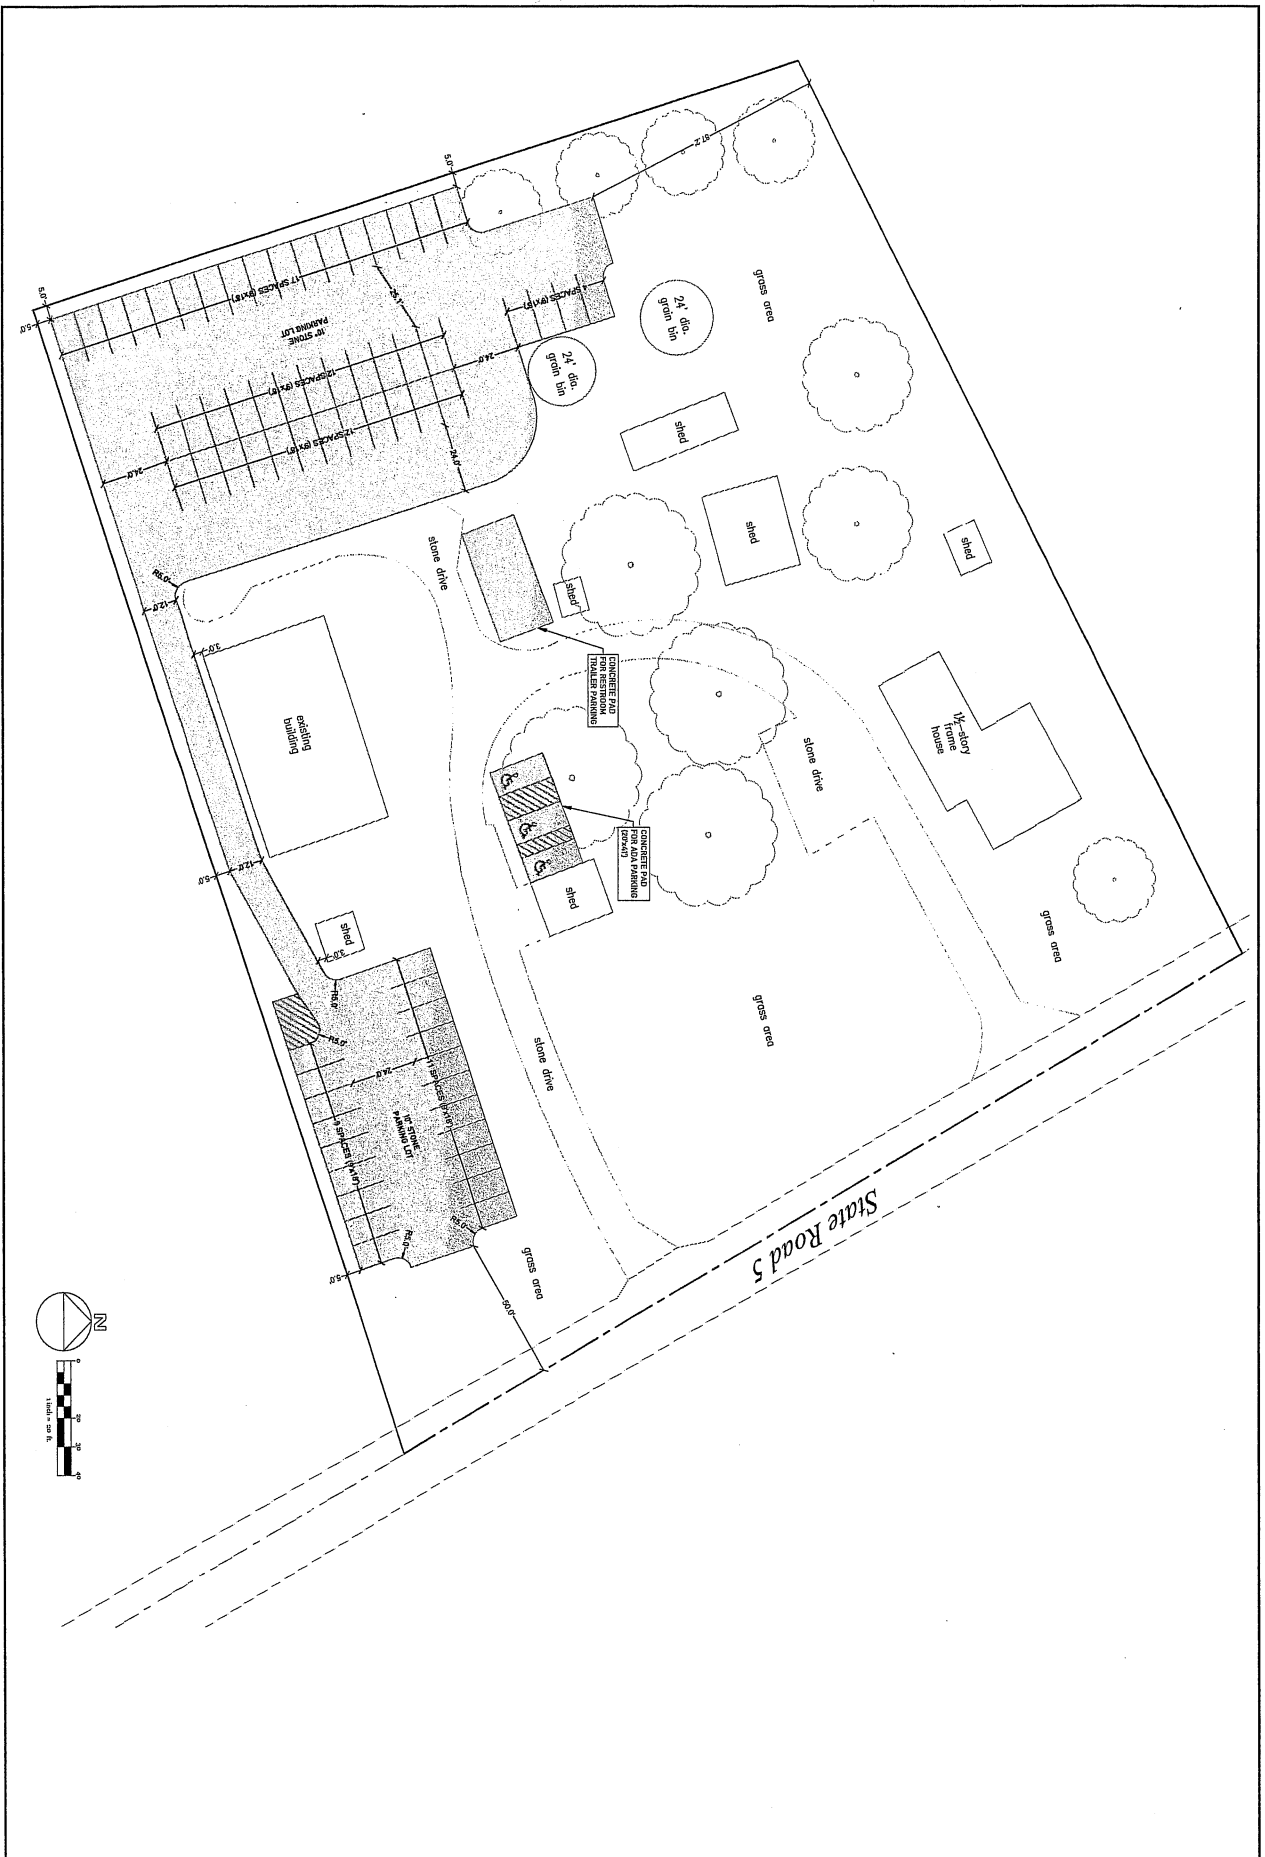 97.2'
5.0'
grass area
24' dia.
grain bin
4 SPACES (9'x15')
17 SPACES (9'x18')
25.1'
5.0'
5.0'
10" STONE
PARKING LOT
24' dia.
grain bin
24.0'
12 SPACES (9'x18')
12 SPACES (9'x18')
shed
24.0'
24.0'
shed
shed
stone drive
R5.0'
12.0'
shed
3.0'
CONCRETE PAD
FOR RESTROOM
TRAILER PARKING
existing
building
1½-story
frame
house
stone drive
CONCRETE PAD
FOR ADA PARKING
(20'x41')
12.0'
5.0'
shed
shed
3.0'
grass area
R5.0'
R5.0'
grass area
24.0'
11 SPACES (9'x18')
9 SPACES (9'x18')
10" STONE
PARKING LOT
stone drive
State Road 5
R5.0'
R5.0'
5.0'
grass area
50.0'
N
0
20
30
40
1 inch = 20 ft.